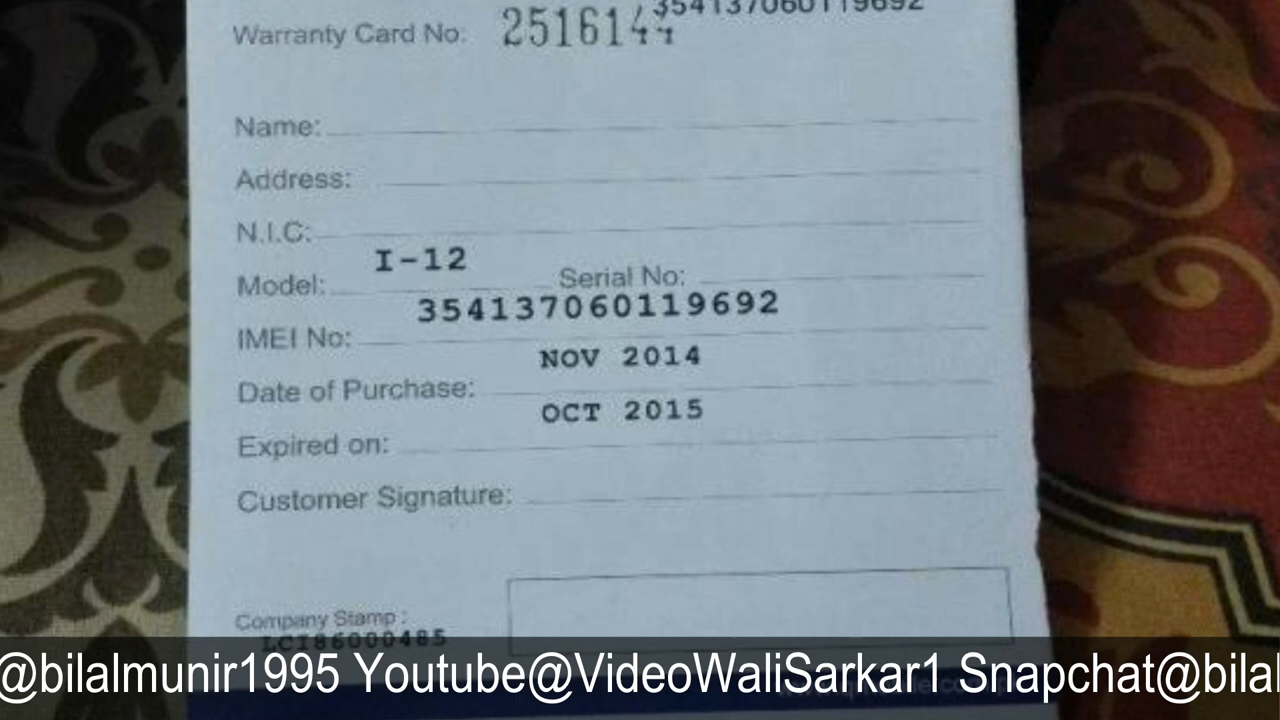 354137060119692
Warranty Card No: 2516144
Name:
Address:
N.I.C:
I-12
Model: Serial No:
354137060119692
IMEI No:
NOV 2014
Date of Purchase:
OCT 2015
Expired on:
Customer Signature:
Company Stamp :
LCI86000485
@bilalmunir1995 Youtube@VideoWaliSarkar1 Snapchat@bilal